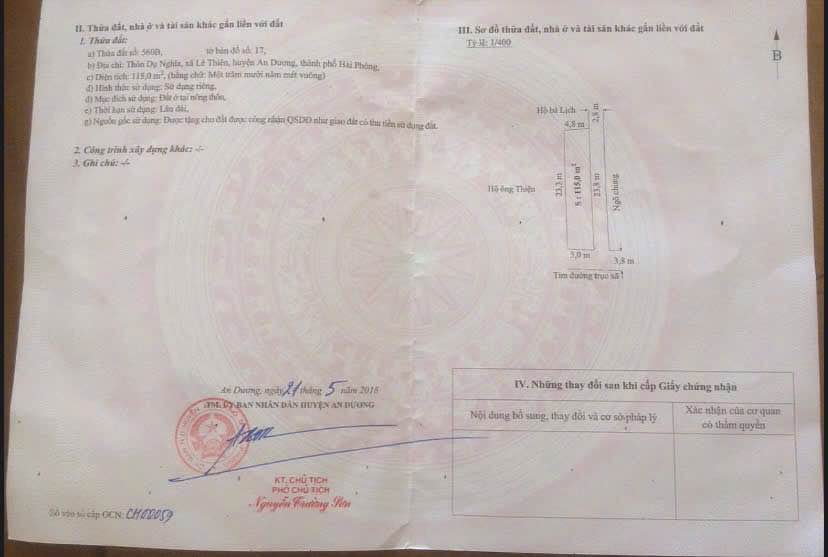 II. Thửa đất, nhà ở và tài sản khác gắn liền với đất
1. Thửa đất:
a) Thửa đất số: 560B, tờ bản đồ số: 17,
b) Địa chỉ: Thôn Dụ Nghĩa, xã Lê Thiện, huyện An Dương, thành phố Hải Phòng,
c) Diện tích: 115,0 m², (bằng chữ: Một trăm mười năm mét vuông)
d) Hình thức sử dụng: Sử dụng riêng,
đ) Mục đích sử dụng: Đất ở tại nông thôn,
e) Thời hạn sử dụng: Lâu dài,
g) Nguồn gốc sử dụng: Được tặng cho đất được công nhận QSDĐ như giao đất có thu tiền sử dụng đất.
2. Công trình xây dựng khác: -/-
3. Ghi chú: -/-
An Dương, ngày 21 tháng 5 năm 2018
TM. ỦY BAN NHÂN DÂN HUYỆN AN DƯƠNG
KT. CHỦ TỊCH
PHÓ CHỦ TỊCH
Nguyễn Trường Sơn
Số vào sổ cấp GCN: CH00059
III. Sơ đồ thửa đất, nhà ở và tài sản khác gắn liền với đất
Tỷ lệ: 1/400
B
Hộ bà Lịch
2,8 m
4,8 m
Hộ ông Thiện
23,3 m
S : 115,0 m²
23,8 m
Ngõ chung
5,0 m
3,8 m
Tim đường trục xã
IV. Những thay đổi sau khi cấp Giấy chứng nhận
Nội dung bổ sung, thay đổi và cơ sở pháp lý
Xác nhận của cơ quan
có thẩm quyền